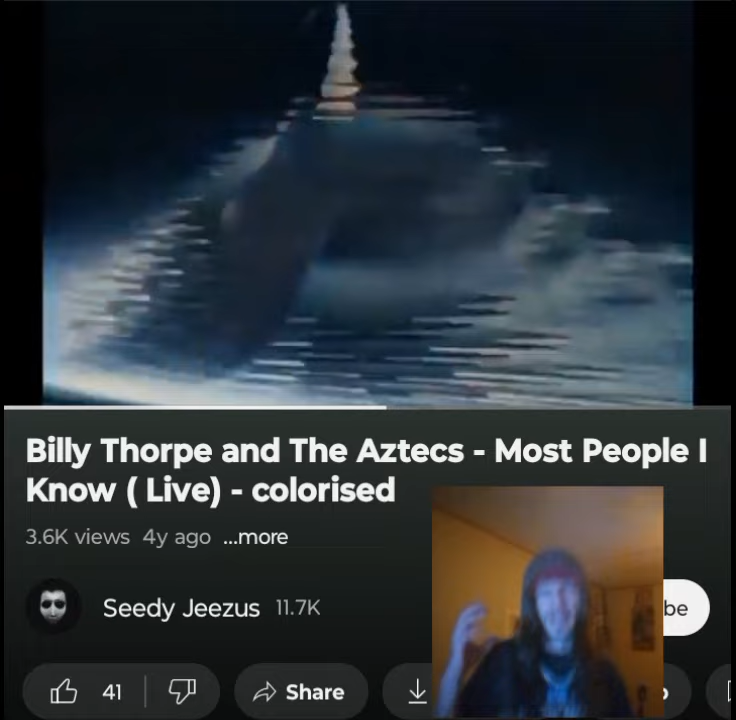 Billy Thorpe and The Aztecs - Most People I
Know ( Live) - colorised
3.6K views 4y ago ...more
Seedy Jeezus 11.7K
be
41 Share